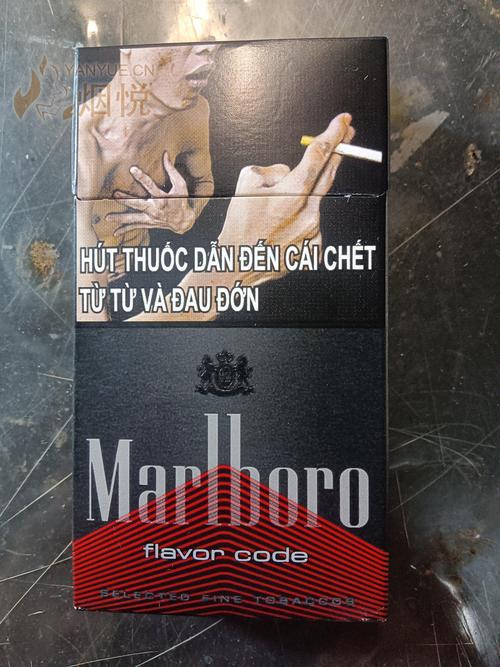 YANYUE.CN
烟悦
HÚT THUỐC DẪN ĐẾN CÁI CHẾT
TỪ TỪ VÀ ĐAU ĐỚN
Marlboro
flavor code
SELECTED FINE TOBACCOS